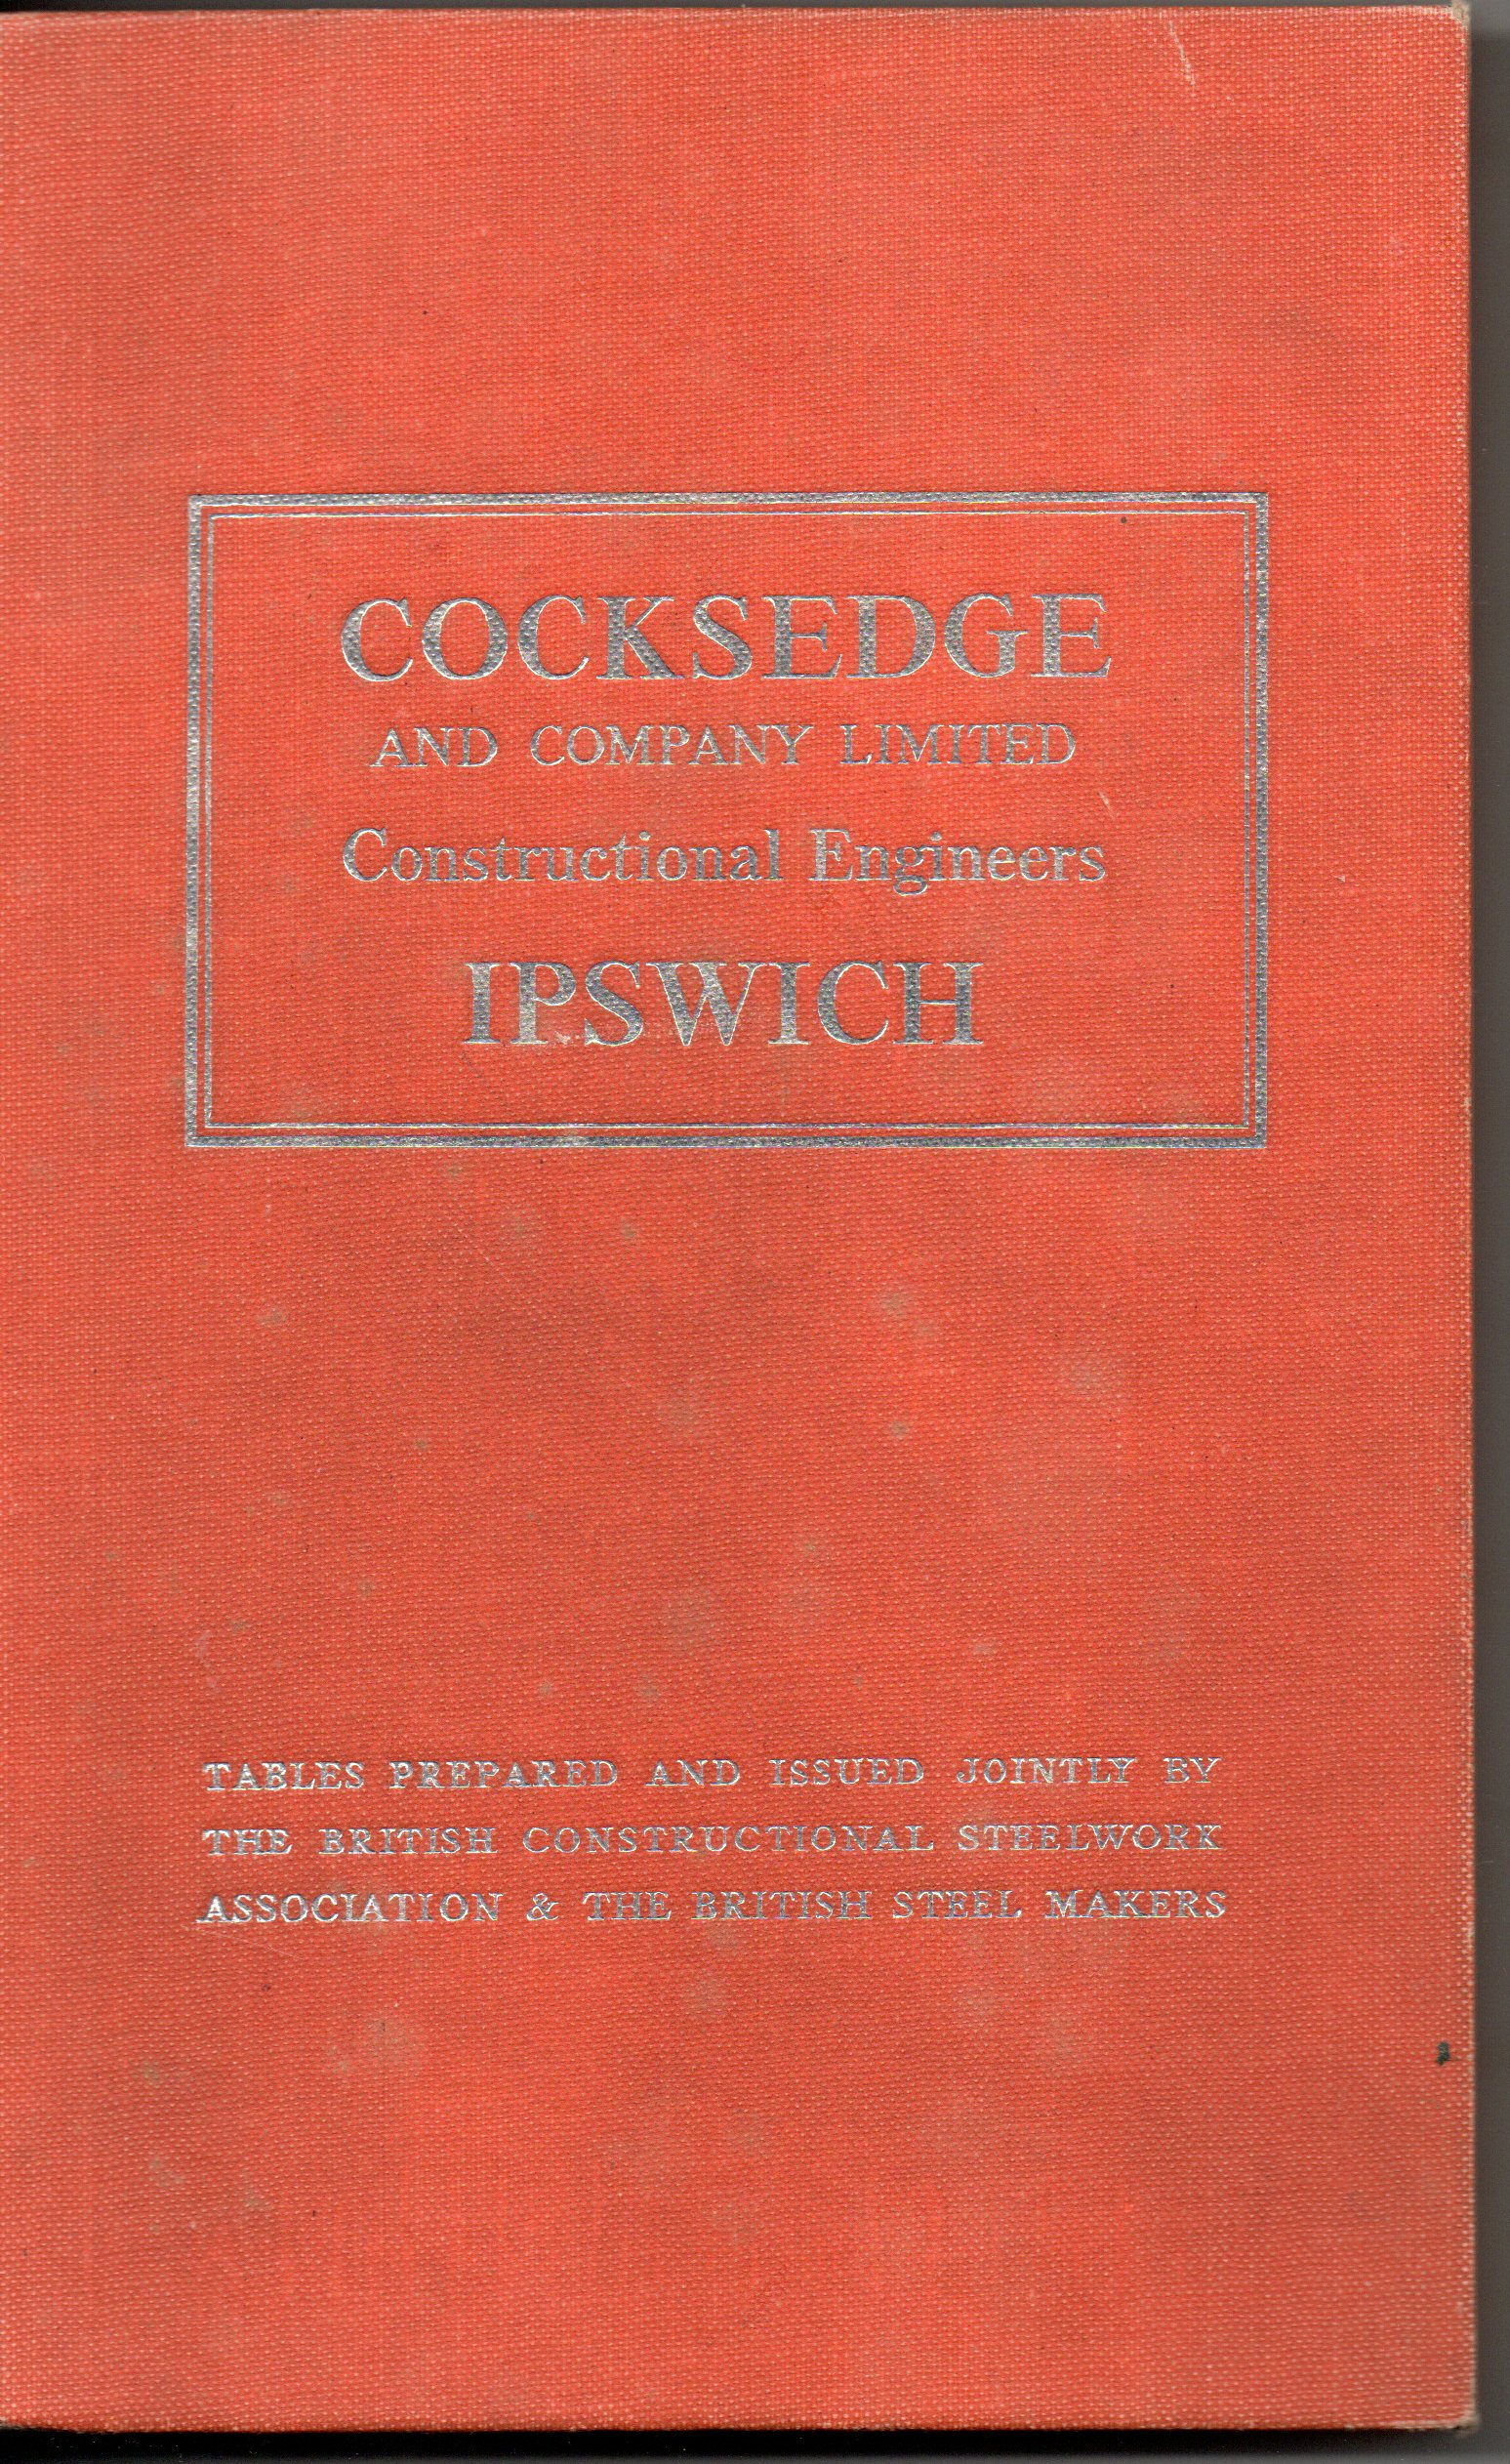 COCKSEDGE
AND COMPANY LIMITED
Constructional Engineers
IPSWICH
TABLES PREPARED AND ISSUED JOINTLY BY
THE BRITISH CONSTRUCTIONAL STEELWORK
ASSOCIATION & THE BRITISH STEEL MAKERS